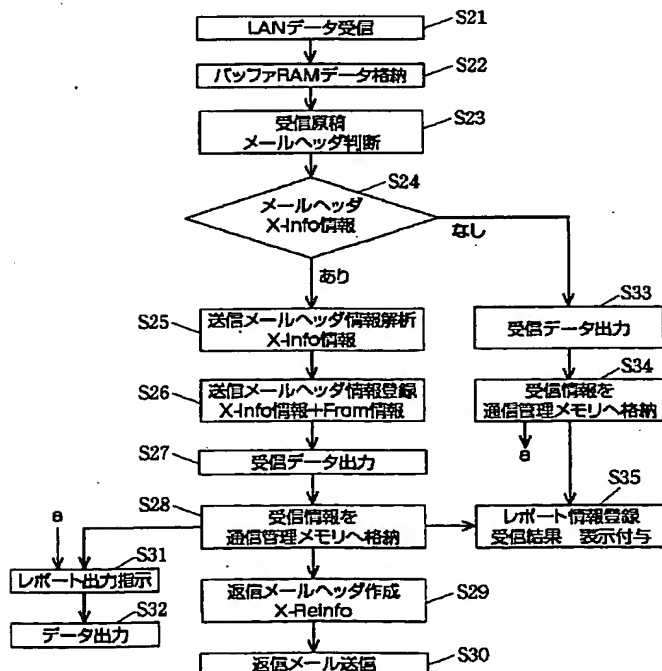 S21
LANデータ受信
S22
バッファRAMデータ格納
S23
受信原稿
メールヘッダ判断
S24
メールヘッダ
X-Info情報
なし
あり
S25
送信メールヘッダ情報解析
X-Info情報
S33
受信データ出力
S26
送信メールヘッダ情報登録
X-Info情報+From情報
S34
受信情報を
通信管理メモリへ格納
a
S27
受信データ出力
S28
受信情報を
通信管理メモリへ格納
S35
レポート情報登録
受信結果 表示付与
a
S31
レポート出力指示
S32
データ出力
S29
返信メールヘッダ作成
X-ReInfo
S30
返信メール送信